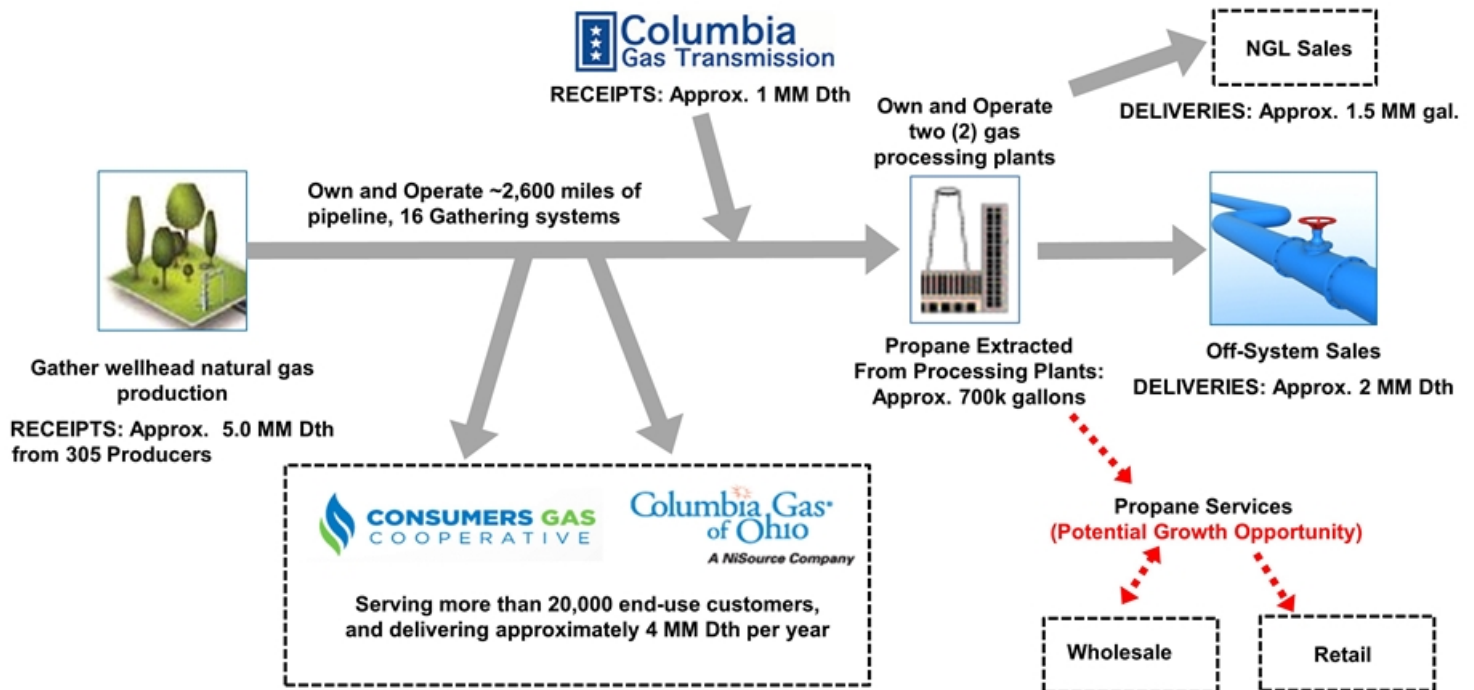 Columbia
Gas Transmission
RECEIPTS: Approx. 1 MM Dth
NGL Sales
DELIVERIES: Approx. 1.5 MM gal.
Own and Operate
two (2) gas
processing plants
Own and Operate ~2,600 miles of
pipeline, 16 Gathering systems
Gather wellhead natural gas
production
RECEIPTS: Approx. 5.0 MM Dth
from 305 Producers
Propane Extracted
From Processing Plants:
Approx. 700k gallons
Off-System Sales
DELIVERIES: Approx. 2 MM Dth
CONSUMERS GAS
COOPERATIVE
Columbia Gas®
of Ohio
A NiSource Company
Serving more than 20,000 end-use customers,
and delivering approximately 4 MM Dth per year
Propane Services
(Potential Growth Opportunity)
Wholesale
Retail